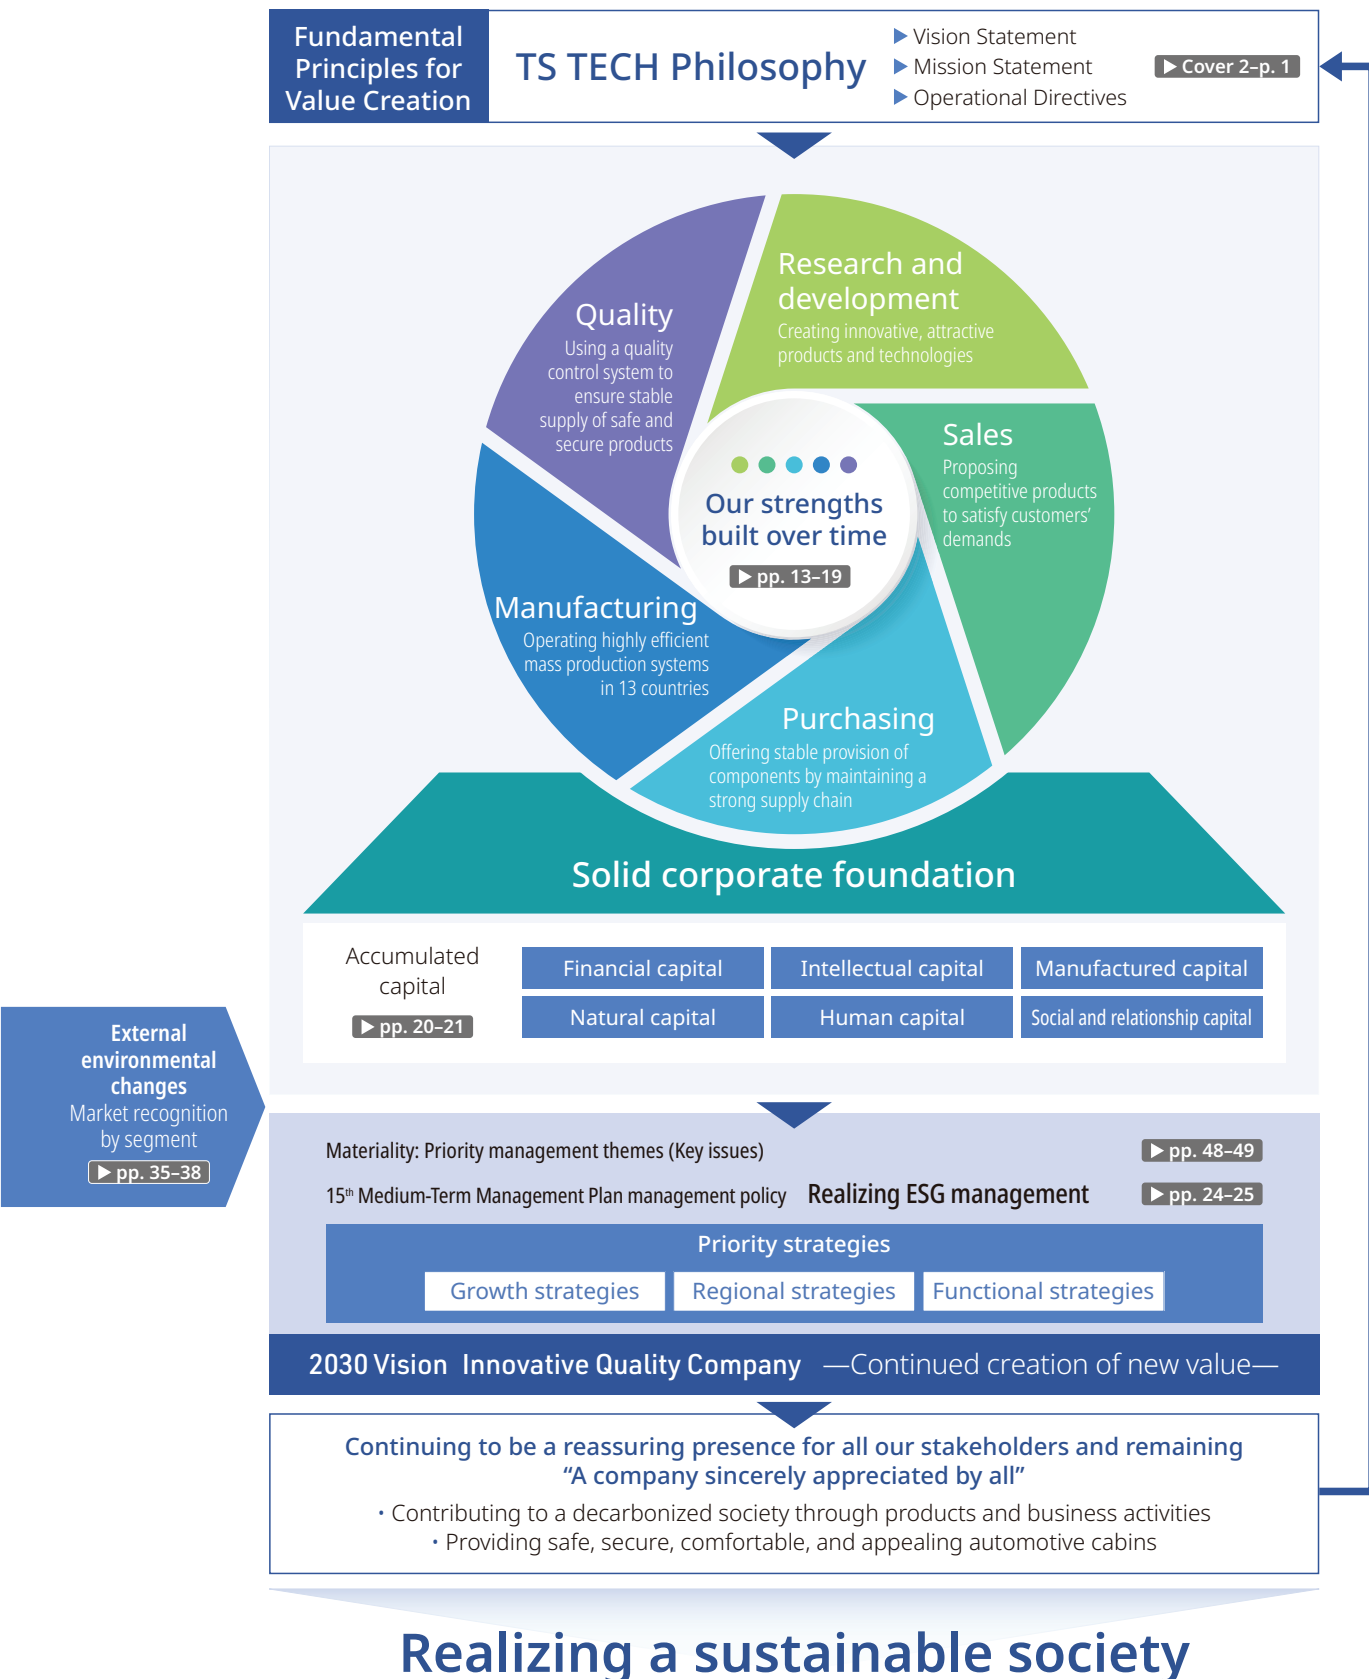 Fundamental
Principles for
Value Creation
TS TECH Philosophy
▶ Vision Statement
▶ Mission Statement
▶ Operational Directives
▶ Cover 2–p. 1
Research and
development
Creating innovative, attractive
products and technologies
Quality
Using a quality
control system to
ensure stable
supply of safe and
secure products
Sales
Proposing
competitive products
to satisfy customers’
demands
Our strengths
built over time
▶ pp. 13–19
Manufacturing
Operating highly efficient
mass production systems
in 13 countries
Purchasing
Offering stable provision of
components by maintaining a
strong supply chain
Solid corporate foundation
Accumulated
capital
▶ pp. 20–21
Financial capital
Intellectual capital
Manufactured capital
Natural capital
Human capital
Social and relationship capital
External
environmental
changes
Market recognition
by segment
▶ pp. 35–38
Materiality: Priority management themes (Key issues)
▶ pp. 48–49
15th Medium-Term Management Plan management policy Realizing ESG management
▶ pp. 24–25
Priority strategies
Growth strategies
Regional strategies
Functional strategies
2030 Vision Innovative Quality Company —Continued creation of new value—
Continuing to be a reassuring presence for all our stakeholders and remaining
“A company sincerely appreciated by all”
・Contributing to a decarbonized society through products and business activities
・Providing safe, secure, comfortable, and appealing automotive cabins
Realizing a sustainable society